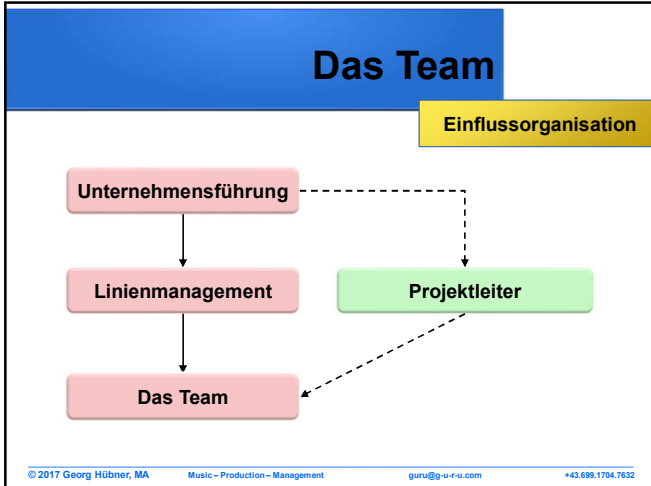 Das Team
Einflussorganisation
Unternehmensführung
Linienmanagement
Projektleiter
Das Team
© 2017 Georg Hübner, MA Music – Production – Management guru@g-u-r-u.com +43.699.1704.7632